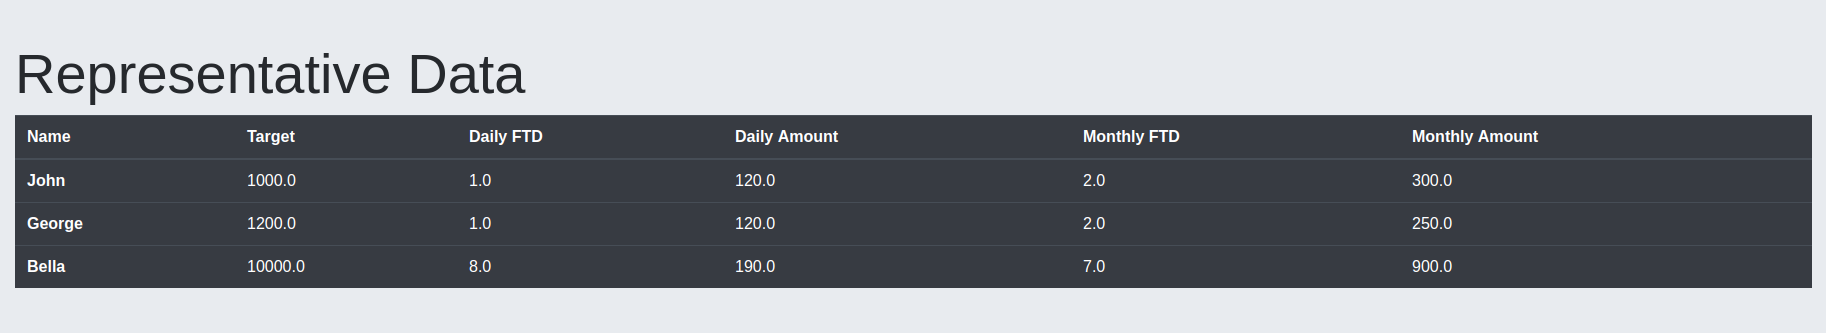 Representative Data
Name Target Daily FTD Daily Amount Monthly FTD Monthly Amount
John 1000.0 1.0 120.0 2.0 300.0
George 1200.0 1.0 120.0 2.0 250.0
Bella 10000.0 8.0 190.0 7.0 900.0